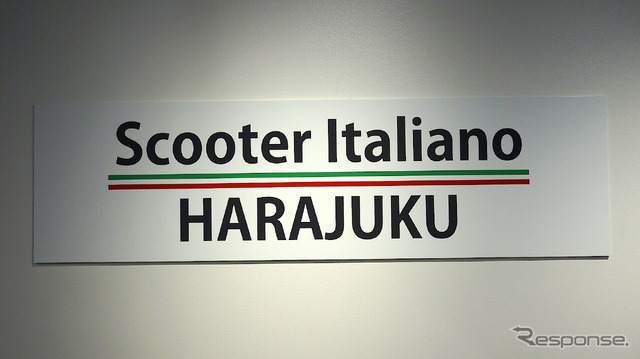 Scooter Italiano
HARAJUKU
Response.